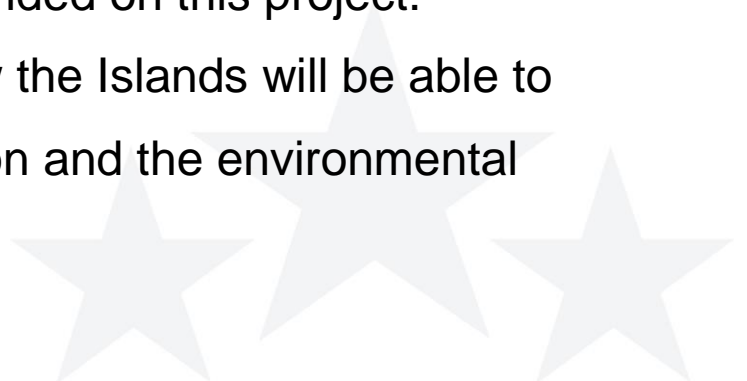 nded on this project.
the Islands will be able to
on and the environmental